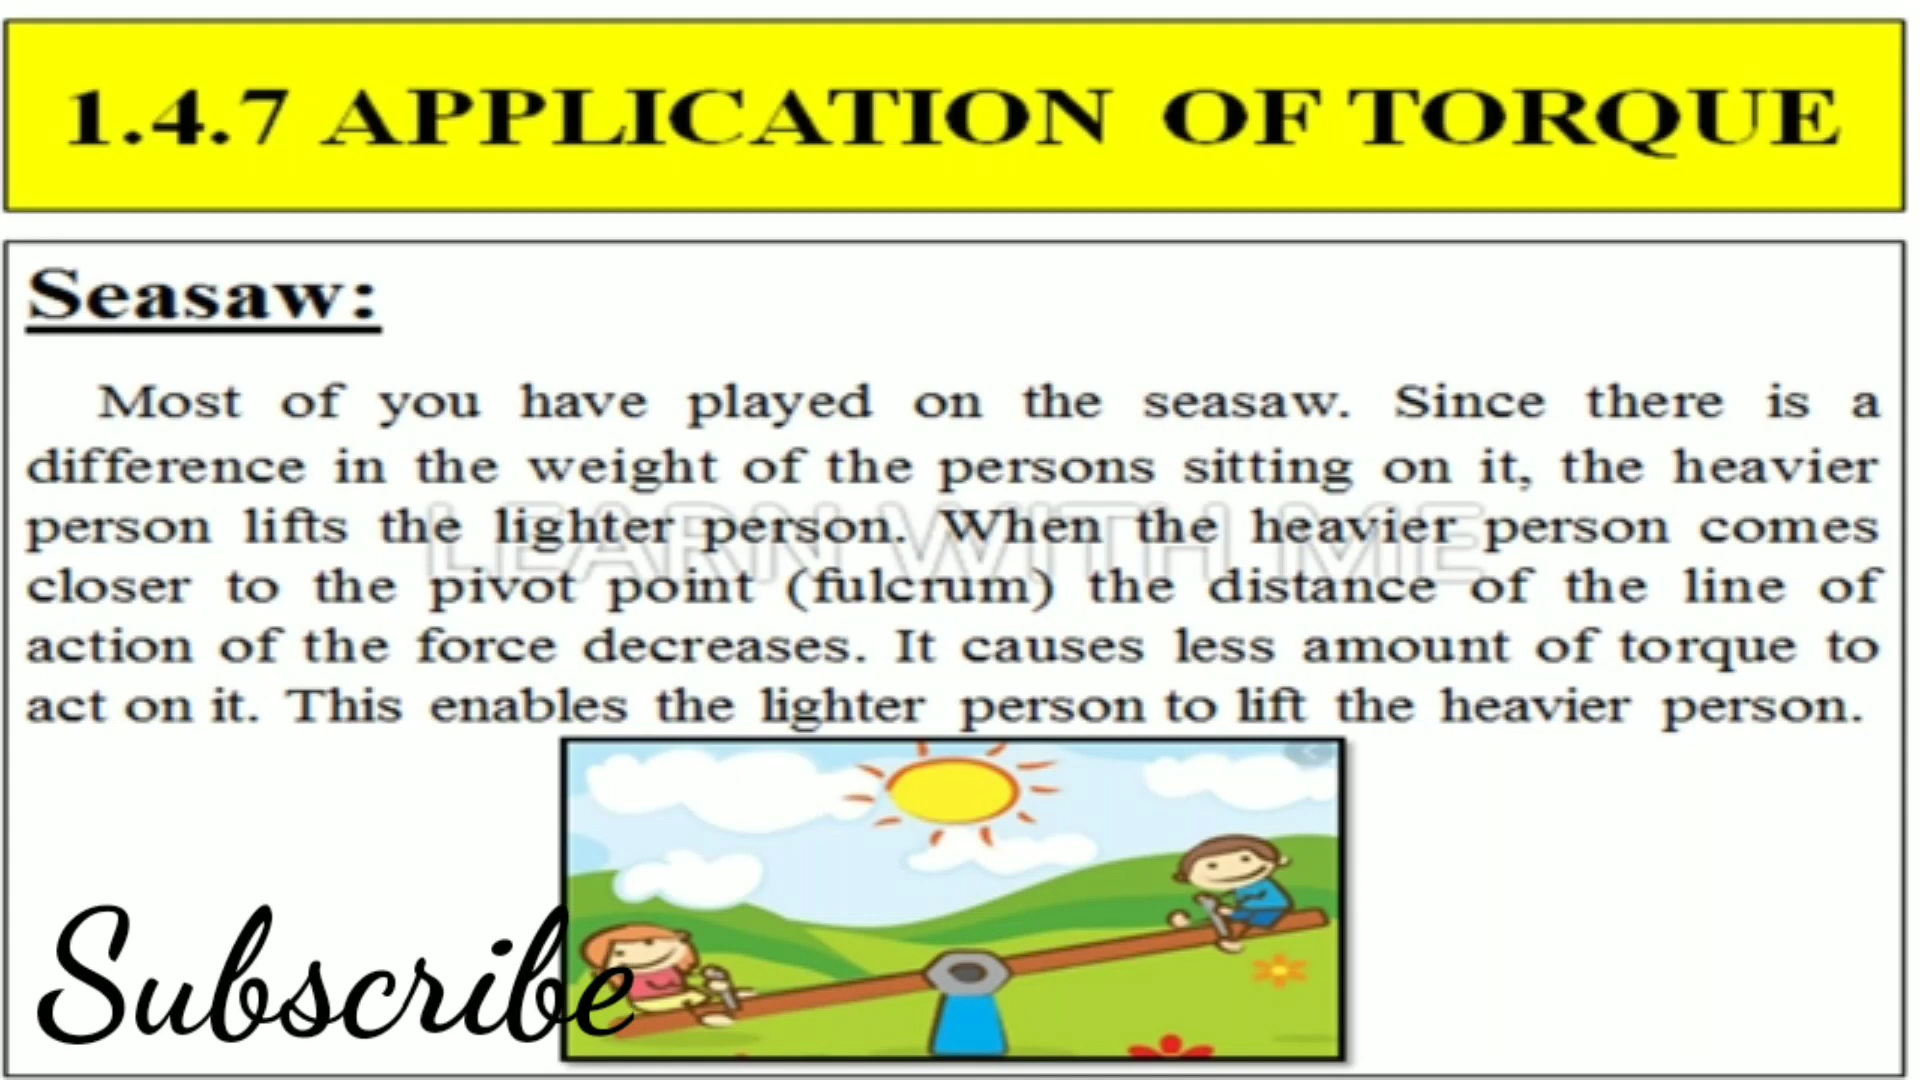 1.4.7 APPLICATION OF TORQUE
Seasaw:
Most of you have played on the seasaw. Since there is a
difference in the weight of the persons sitting on it, the heavier
person lifts the lighter person. When the heavier person comes
closer to the pivot point (fulcrum) the distance of the line of
action of the force decreases. It causes less amount of torque to
act on it. This enables the lighter person to lift the heavier person.
LEARN WITH ME
Subscribe